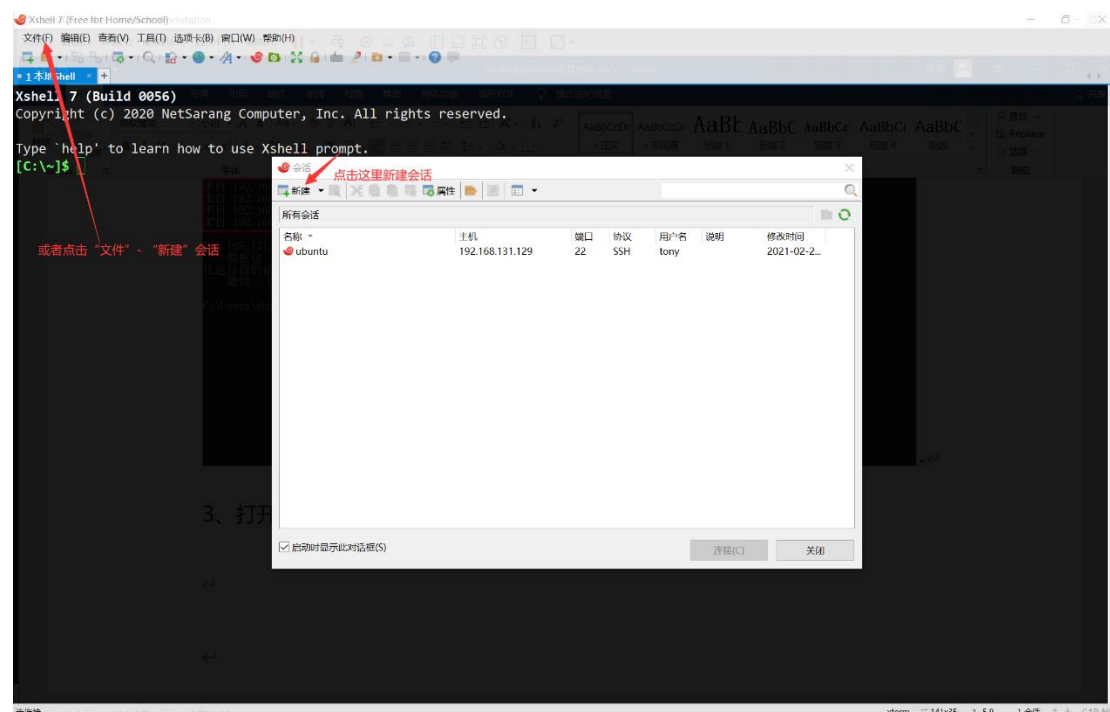 Xshell 7 (Free for Home/School)
文件(F) 编辑(E) 查看(V) 工具(T) 选项卡(B) 窗口(W) 帮助(H)
1 本地Shell × +
Xshell 7 (Build 0056)
Copyright (c) 2020 NetSarang Computer, Inc. All rights reserved.
Type `help' to learn how to use Xshell prompt.
[C:\~]$
会话
点击这里新建会话
新建 属性
所有会话
名称 主机 端口 协议 用户名 说明 修改时间
ubuntu 192.168.131.129 22 SSH tony 2021-02-2...
或者点击 “文件” - “新建” 会话
3、打开
启动时显示此对话框(S)
连接(C) 关闭